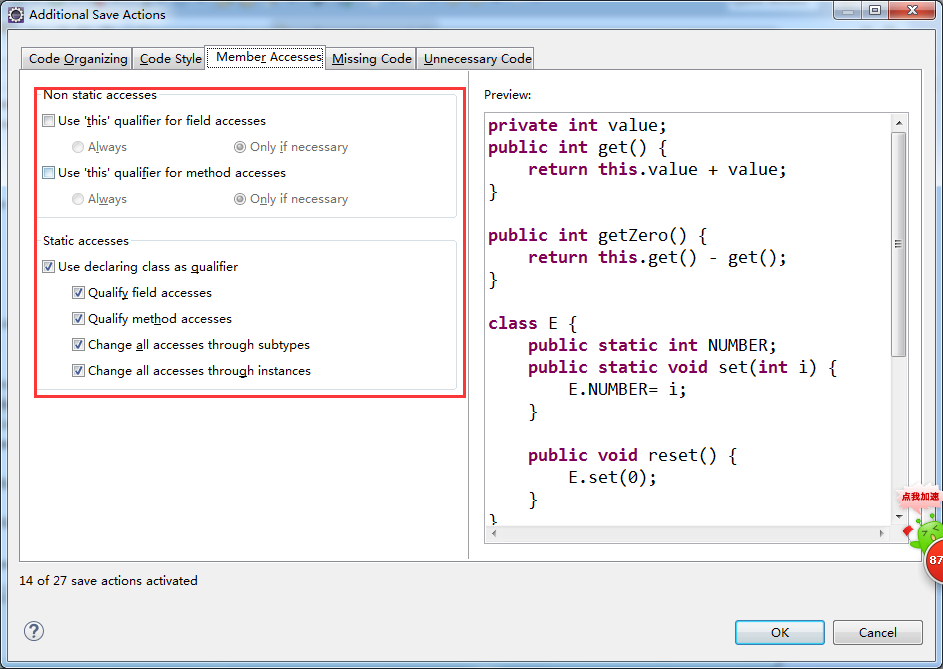 Additional Save Actions
Code Organizing Code Style Member Accesses Missing Code Unnecessary Code
Non static accesses
Use 'this' qualifier for field accesses
Always Only if necessary
Use 'this' qualifier for method accesses
Always Only if necessary
Static accesses
Use declaring class as qualifier
Qualify field accesses
Qualify method accesses
Change all accesses through subtypes
Change all accesses through instances
Preview:
private int value;
public int get() {
    return this.value + value;
}

public int getZero() {
    return this.get() - get();
}

class E {
    public static int NUMBER;
    public static void set(int i) {
        E.NUMBER= i;
    }

    public void reset() {
        E.set(0);
    }
}
点我加速
87
14 of 27 save actions activated
?
OK Cancel